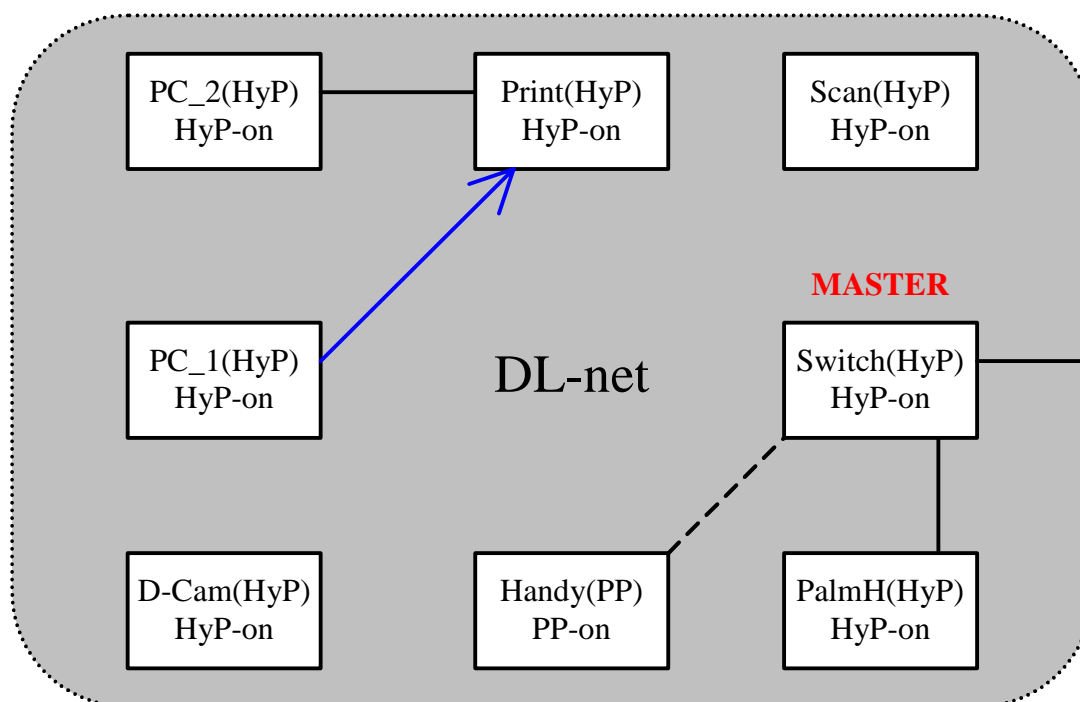 PC_2(HyP)
HyP-on
Print(HyP)
HyP-on
Scan(HyP)
HyP-on
MASTER
PC_1(HyP)
HyP-on
DL-net
Switch(HyP)
HyP-on
D-Cam(HyP)
HyP-on
Handy(PP)
PP-on
PalmH(HyP)
HyP-on